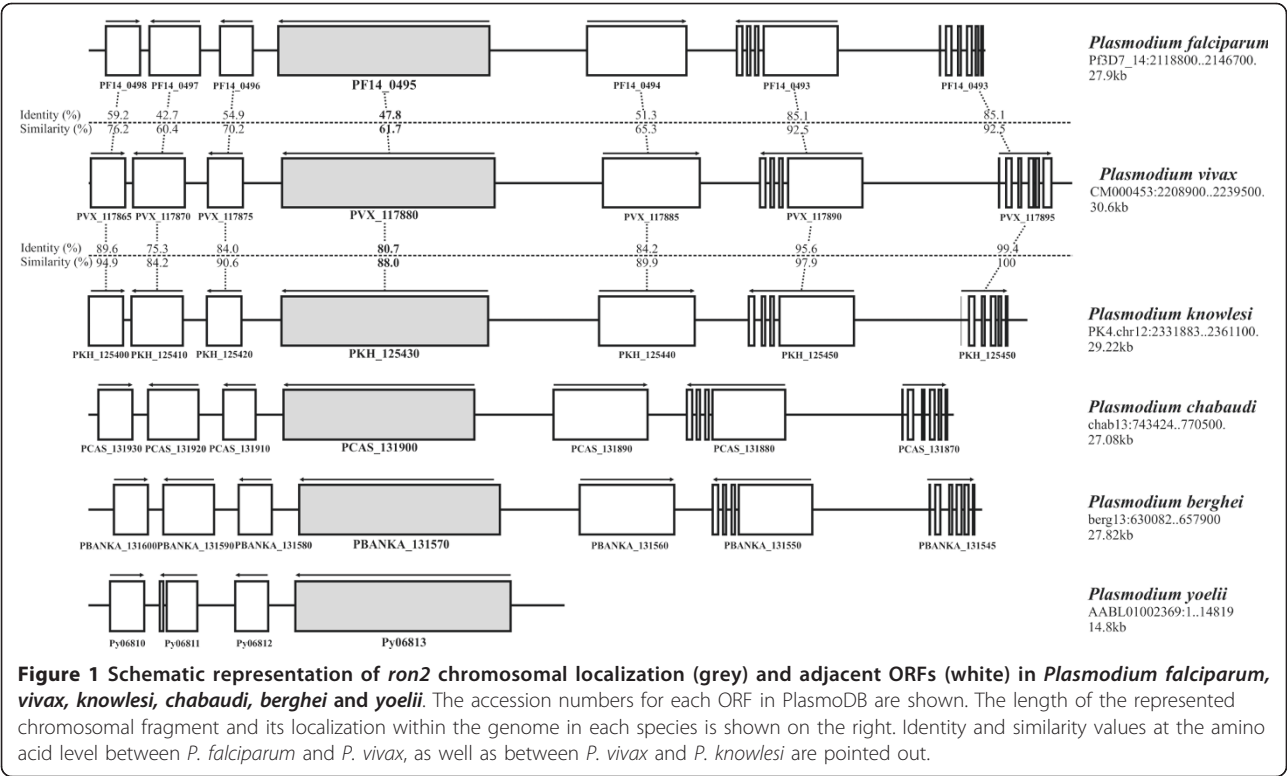 PF14_0498 PF14_0497 PF14_0496 PF14_0495 PF14_0494 PF14_0493 PF14_0493
Plasmodium falciparum
Pf3D7_14:2118800..2146700.
27.9kb
Identity (%) 59.2 42.7 54.9 47.8 51.3 85.1 85.1
Similarity (%) 76.2 60.4 70.2 61.7 65.3 92.5 92.5
PVX_117865 PVX_117870 PVX_117875 PVX_117880 PVX_117885 PVX_117890 PVX_117895
Plasmodium vivax
CM000453:2208900..2239500.
30.6kb
Identity (%) 89.6 75.3 84.0 80.7 84.2 95.6 99.4
Similarity (%) 94.9 84.2 90.6 88.0 89.9 97.9 100
PKH_125400 PKH_125410 PKH_125420 PKH_125430 PKH_125440 PKH_125450 PKH_125450
Plasmodium knowlesi
PK4.chr12:2331883..2361100.
29.22kb
PCAS_131930 PCAS_131920 PCAS_131910 PCAS_131900 PCAS_131890 PCAS_131880 PCAS_131870
Plasmodium chabaudi
chab13:743424..770500.
27.08kb
PBANKA_131600 PBANKA_131590 PBANKA_131580 PBANKA_131570 PBANKA_131560 PBANKA_131550 PBANKA_131545
Plasmodium berghei
berg13:630082..657900
27.82kb
Py06810 Py06811 Py06812 Py06813
Plasmodium yoelii
AABL01002369:1..14819
14.8kb
Figure 1 Schematic representation of ron2 chromosomal localization (grey) and adjacent ORFs (white) in Plasmodium falciparum,
vivax, knowlesi, chabaudi, berghei and yoelii. The accession numbers for each ORF in PlasmoDB are shown. The length of the represented
chromosomal fragment and its localization within the genome in each species is shown on the right. Identity and similarity values at the amino
acid level between P. falciparum and P. vivax, as well as between P. vivax and P. knowlesi are pointed out.